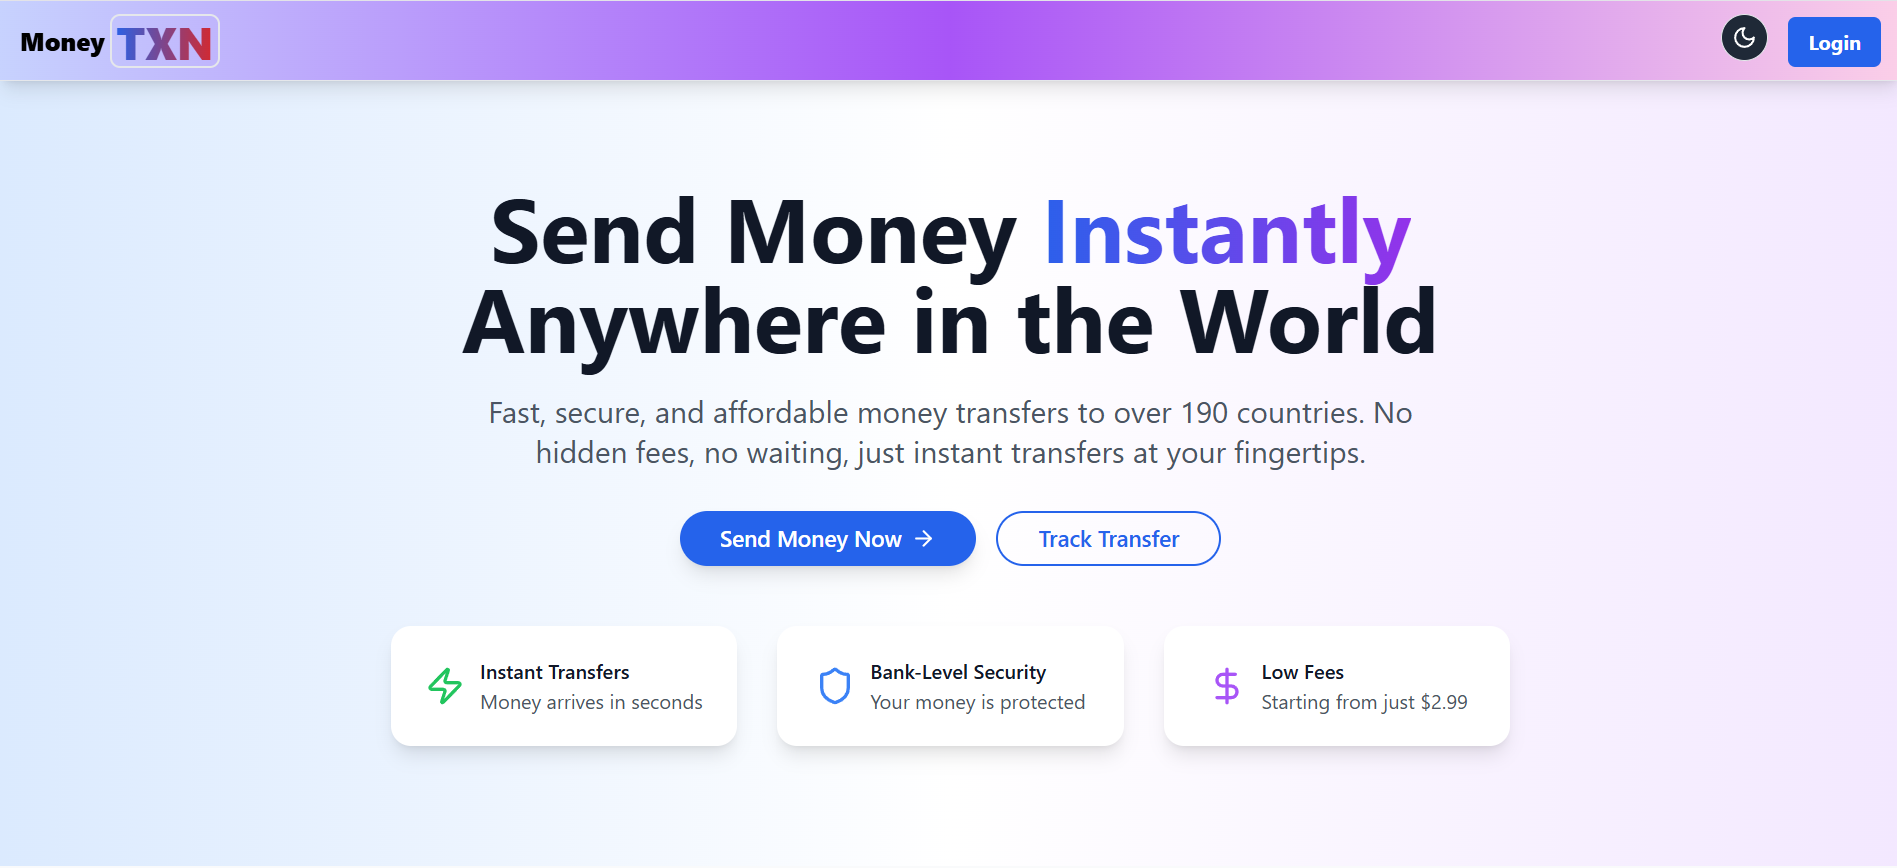 Money TXN
Login
Send Money Instantly
Anywhere in the World
Fast, secure, and affordable money transfers to over 190 countries. No
hidden fees, no waiting, just instant transfers at your fingertips.
Send Money Now
Track Transfer
Instant Transfers
Money arrives in seconds
Bank-Level Security
Your money is protected
Low Fees
Starting from just $2.99